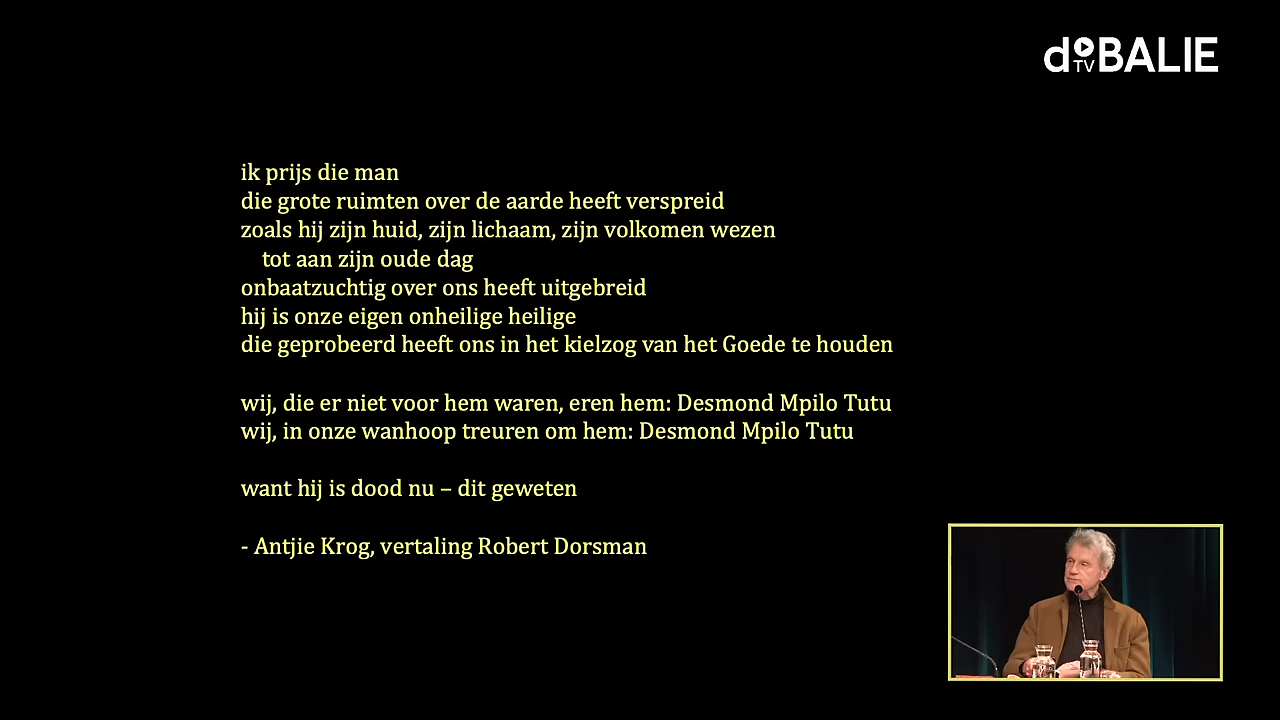 de TV BALIE
ik prijs die man
die grote ruimten over de aarde heeft verspreid
zoals hij zijn huid, zijn lichaam, zijn volkomen wezen
tot aan zijn oude dag
onbaatzuchtig over ons heeft uitgebreid
hij is onze eigen onheilige heilige
die geprobeerd heeft ons in het kielzog van het Goede te houden
wij, die er niet voor hem waren, eren hem: Desmond Mpilo Tutu
wij, in onze wanhoop treuren om hem: Desmond Mpilo Tutu
want hij is dood nu – dit geweten
- Antjie Krog, vertaling Robert Dorsman